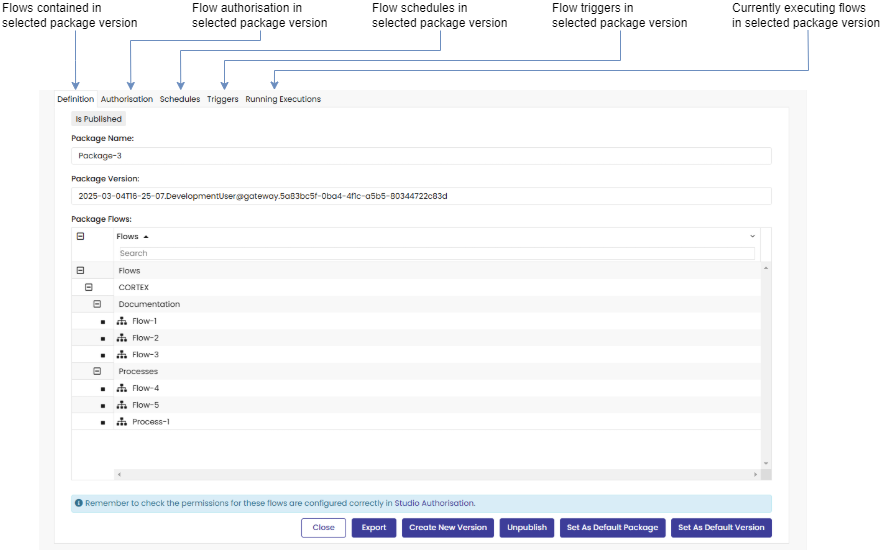 Flows contained in
selected package version
Flow authorisation in
selected package version
Flow schedules in
selected package version
Flow triggers in
selected package version
Currently executing flows
in selected package version
Definition Authorisation Schedules Triggers Running Executions
Is Published
Package Name:
Package-3
Package Version:
2025-03-04T16-25-07.DevelopmentUser@gateway.5a83bc5f-0ba4-4f1c-a5b5-80344722c83d
Package Flows:
Flows
Search
Flows
CORTEX
Documentation
Flow-1
Flow-2
Flow-3
Processes
Flow-4
Flow-5
Process-1
Remember to check the permissions for these flows are configured correctly in Studio Authorisation.
Close Export Create New Version Unpublish Set As Default Package Set As Default Version